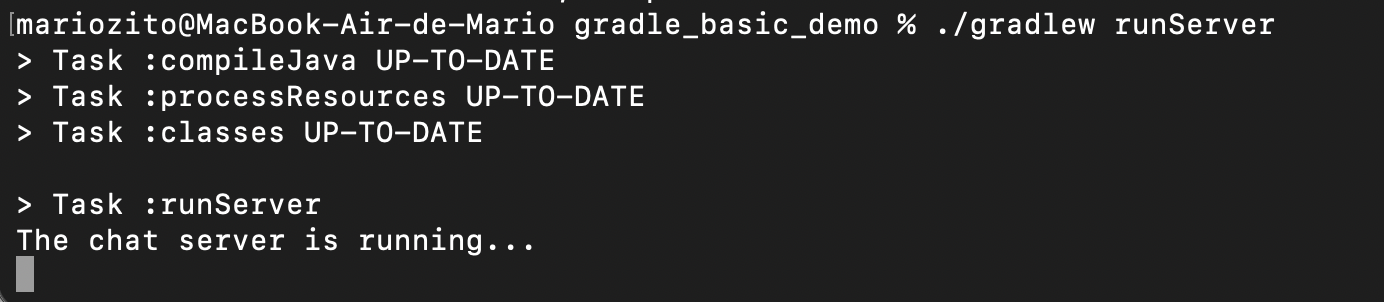 [mariozito@MacBook-Air-de-Mario gradle_basic_demo % ./gradlew runServer
> Task :compileJava UP-TO-DATE
> Task :processResources UP-TO-DATE
> Task :classes UP-TO-DATE
> Task :runServer
The chat server is running...